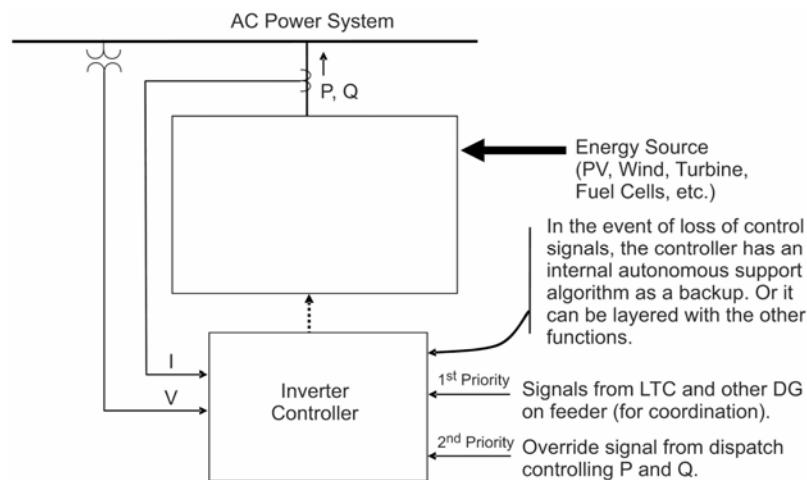 AC Power System
P, Q
Energy Source
(PV, Wind, Turbine,
Fuel Cells, etc.)
In the event of loss of control
signals, the controller has an
internal autonomous support
algorithm as a backup. Or it
can be layered with the other
functions.
I
V
Inverter
Controller
1st Priority
Signals from LTC and other DG
on feeder (for coordination).
2nd Priority
Override signal from dispatch
controlling P and Q.